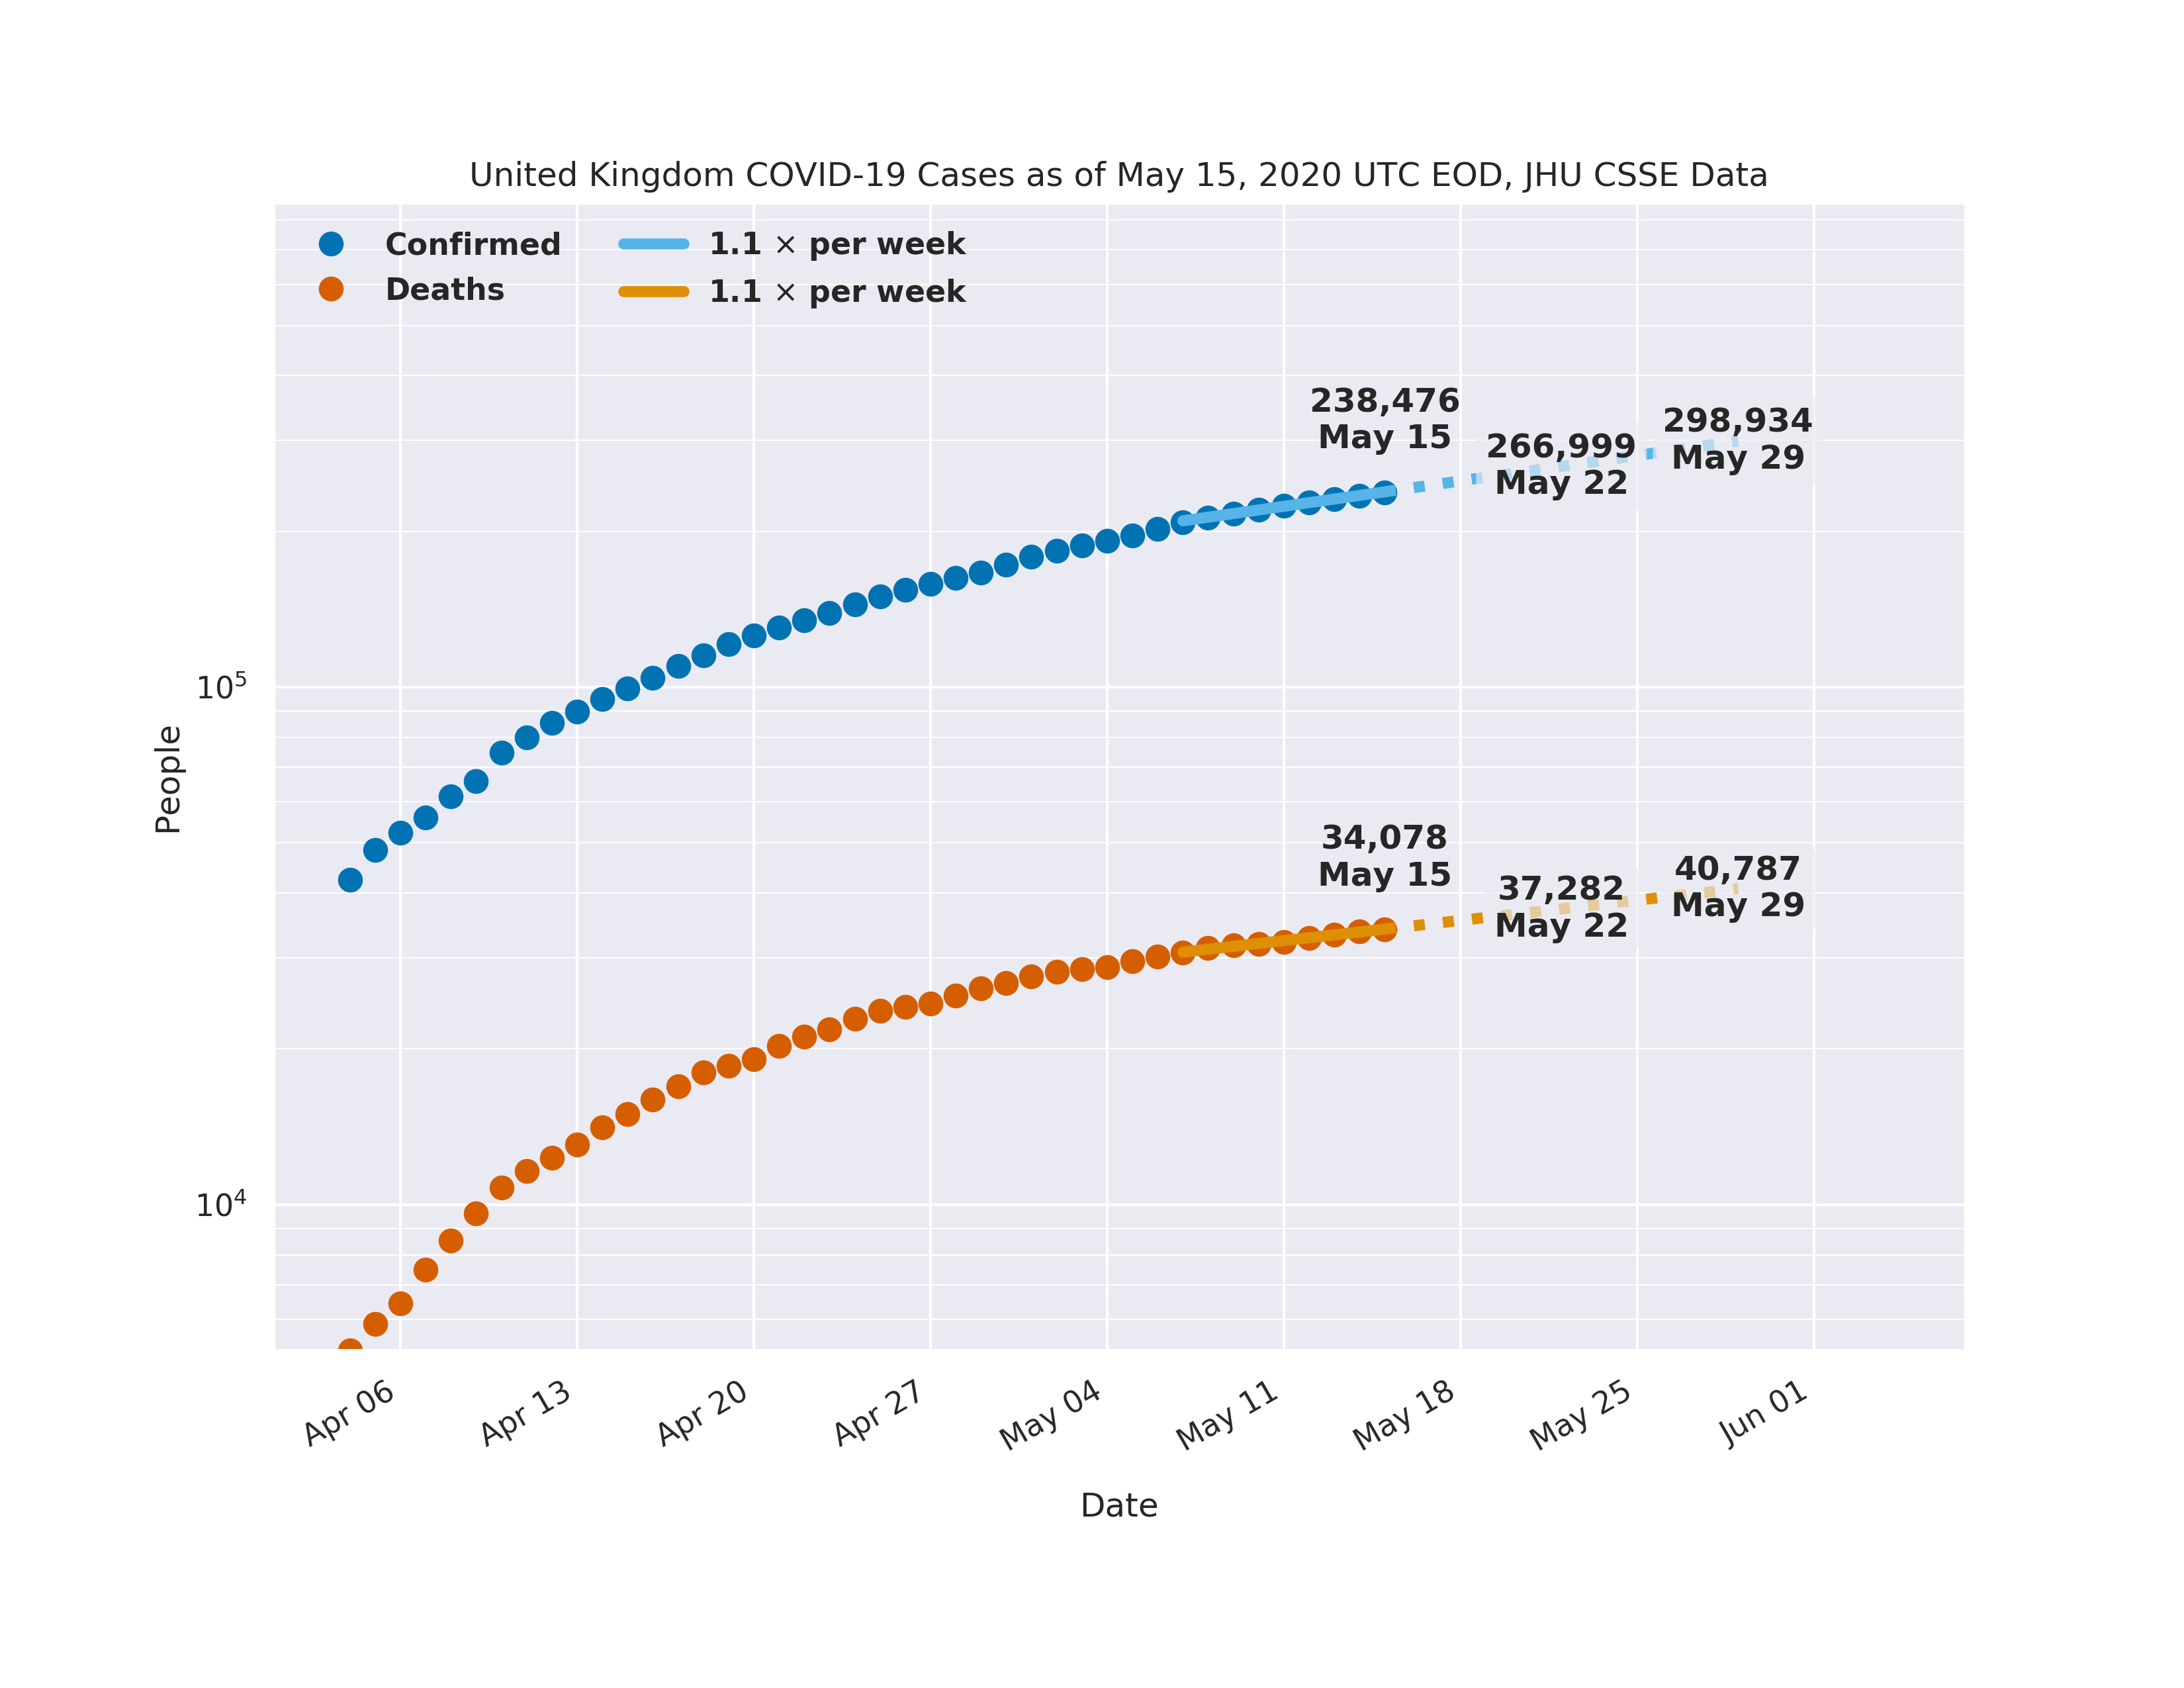 United Kingdom COVID-19 Cases as of May 15, 2020 UTC EOD, JHU CSSE Data
Confirmed
Deaths
1.1 × per week
1.1 × per week
238,476
May 15
266,999
May 22
298,934
May 29
34,078
May 15
37,282
May 22
40,787
May 29
People
10⁵
10⁴
Apr 06
Apr 13
Apr 20
Apr 27
May 04
May 11
May 18
May 25
Jun 01
Date